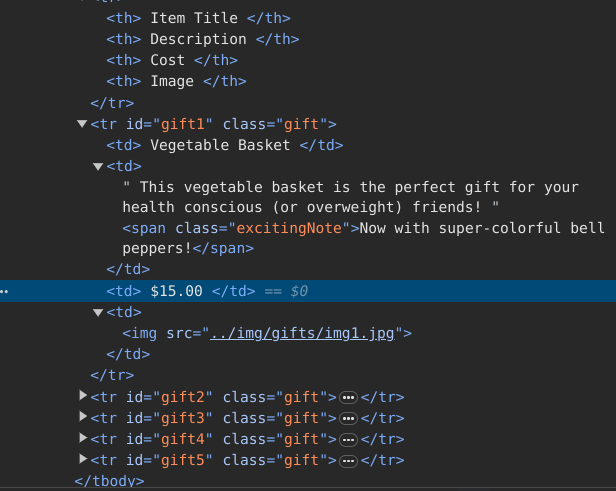 <th> Item Title </th>
<th> Description </th>
<th> Cost </th>
<th> Image </th>
</tr>
<tr id="gift1" class="gift">
<td> Vegetable Basket </td>
<td>
" This vegetable basket is the perfect gift for your
health conscious (or overweight) friends! "
<span class="excitingNote">Now with super-colorful bell
peppers!</span>
</td>
<td> $15.00 </td> == $0
<td>
<img src="../img/gifts/img1.jpg">
</td>
</tr>
<tr id="gift2" class="gift">…</tr>
<tr id="gift3" class="gift">…</tr>
<tr id="gift4" class="gift">…</tr>
<tr id="gift5" class="gift">…</tr>
</tbody>